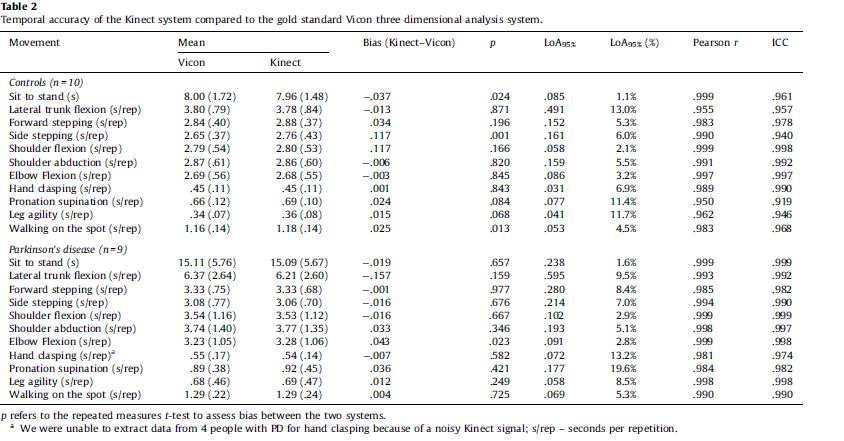 Table 2
Temporal accuracy of the Kinect system compared to the gold standard Vicon three dimensional analysis system.
Movement Mean Bias (Kinect–Vicon) p LoA95% LoA95% (%) Pearson r ICC
Vicon Kinect
Controls (n = 10)
Sit to stand (s) 8.00 (1.72) 7.96 (1.48) −.037 .024 .085 1.1% .999 .961
Lateral trunk flexion (s/rep) 3.80 (.79) 3.78 (.84) −.013 .871 .491 13.0% .955 .957
Forward stepping (s/rep) 2.84 (.40) 2.88 (.37) .034 .196 .152 5.3% .983 .978
Side stepping (s/rep) 2.65 (.37) 2.76 (.43) .117 .001 .161 6.0% .990 .940
Shoulder flexion (s/rep) 2.79 (.54) 2.80 (.53) .117 .166 .058 2.1% .999 .998
Shoulder abduction (s/rep) 2.87 (.61) 2.86 (.60) −.006 .820 .159 5.5% .991 .992
Elbow Flexion (s/rep) 2.69 (.56) 2.68 (.55) −.003 .845 .086 3.2% .997 .997
Hand clasping (s/rep) .45 (.11) .45 (.11) .001 .843 .031 6.9% .989 .990
Pronation supination (s/rep) .66 (.12) .69 (.10) .024 .084 .077 11.4% .950 .919
Leg agility (s/rep) .34 (.07) .36 (.08) .015 .068 .041 11.7% .962 .946
Walking on the spot (s/rep) 1.16 (.14) 1.18 (.14) .025 .013 .053 4.5% .983 .968
Parkinson's disease (n = 9)
Sit to stand (s) 15.11 (5.76) 15.09 (5.67) −.019 .657 .238 1.6% .999 .999
Lateral trunk flexion (s/rep) 6.37 (2.64) 6.21 (2.60) −.157 .159 .595 9.5% .993 .992
Forward stepping (s/rep) 3.33 (.75) 3.33 (.68) −.001 .977 .280 8.4% .985 .982
Side stepping (s/rep) 3.08 (.77) 3.06 (.70) −.016 .676 .214 7.0% .994 .990
Shoulder flexion (s/rep) 3.54 (1.16) 3.53 (1.12) −.016 .667 .102 2.9% .999 .999
Shoulder abduction (s/rep) 3.74 (1.40) 3.77 (1.35) .033 .346 .193 5.1% .998 .997
Elbow Flexion (s/rep) 3.23 (1.05) 3.28 (1.06) .043 .023 .091 2.8% .999 .998
Hand clasping (s/rep)a .55 (.17) .54 (.14) −.007 .582 .072 13.2% .981 .974
Pronation supination (s/rep) .89 (.38) .92 (.45) .036 .421 .177 19.6% .984 .982
Leg agility (s/rep) .68 (.46) .69 (.47) .012 .249 .058 8.5% .998 .998
Walking on the spot (s/rep) 1.29 (.22) 1.29 (.24) .004 .725 .069 5.3% .990 .990
p refers to the repeated measures t-test to assess bias between the two systems.
a We were unable to extract data from 4 people with PD for hand clasping because of a noisy Kinect signal; s/rep – seconds per repetition.